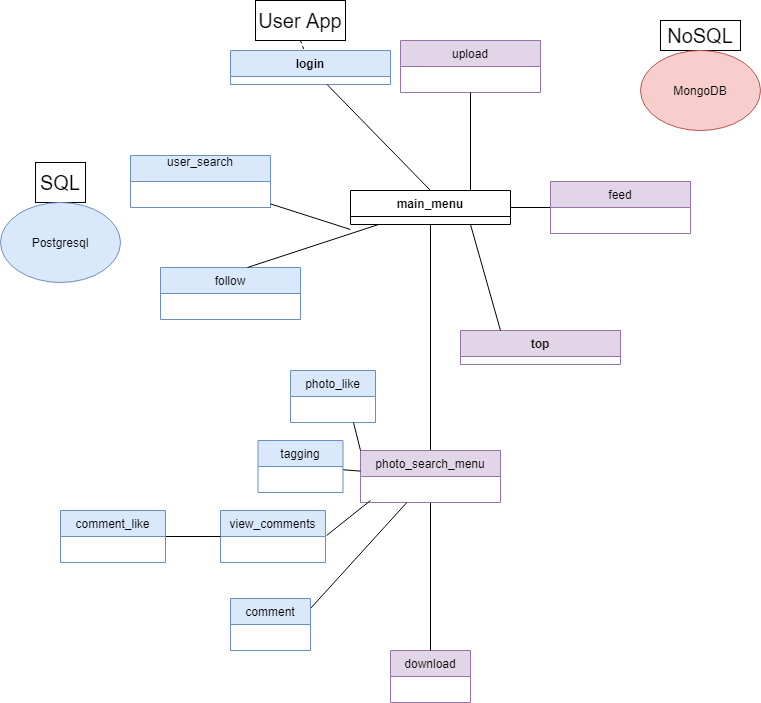 User App
login
upload
NoSQL
MongoDB
user_search
SQL
Postgresql
main_menu
feed
follow
top
photo_like
tagging
photo_search_menu
comment_like
view_comments
comment
download